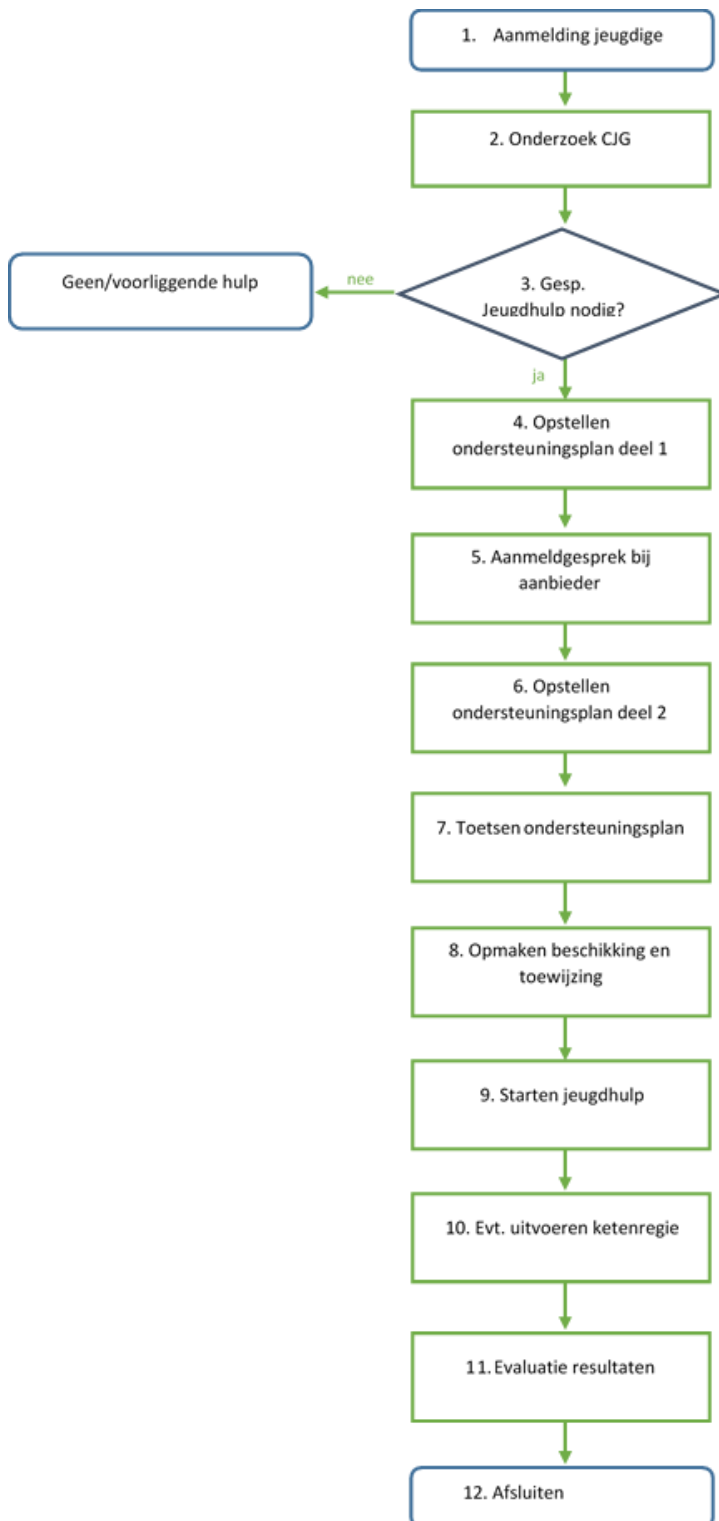 1. Aanmelding jeugdige
2. Onderzoek CJG
Geen/voorliggende hulp
nee
3. Gesp.
Jeugdhulp nodig?
ja
4. Opstellen
ondersteuningsplan deel 1
5. Aanmeldgesprek bij
aanbieder
6. Opstellen
ondersteuningsplan deel 2
7. Toetsen ondersteuningsplan
8. Opmaken beschikking en
toewijzing
9. Starten jeugdhulp
10. Evt. uitvoeren ketenregie
11. Evaluatie resultaten
12. Afsluiten